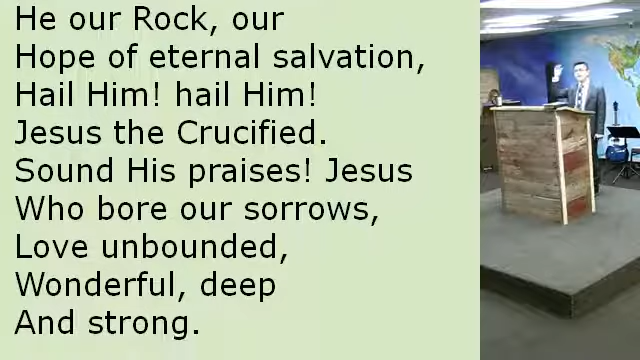 He our Rock, our
Hope of eternal salvation,
Hail Him! hail Him!
Jesus the Crucified.
Sound His praises! Jesus
Who bore our sorrows,
Love unbounded,
Wonderful, deep
And strong.